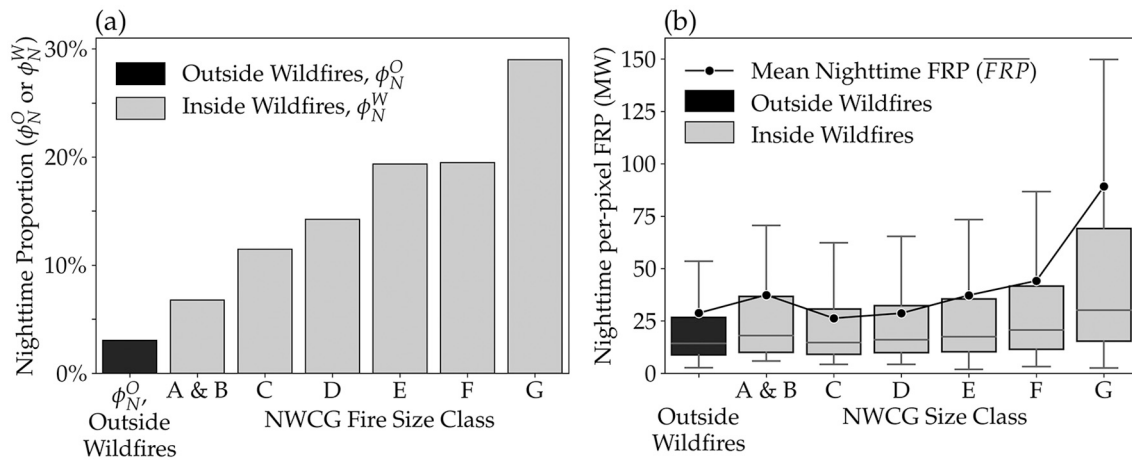 (a)
Nighttime Proportion (ϕ_N^O or ϕ_N^W)
30%
20%
10%
0%
Outside Wildfires, ϕ_N^O
Inside Wildfires, ϕ_N^W
ϕ_N^O,
Outside
Wildfires
A & B
C
D
E
F
G
NWCG Fire Size Class
(b)
Nighttime per-pixel FRP (MW)
150
125
100
75
50
25
0
Mean Nighttime FRP (F̅R̅P̅)
Outside Wildfires
Inside Wildfires
Outside
Wildfires
A & B
C
D
E
F
G
NWCG Size Class